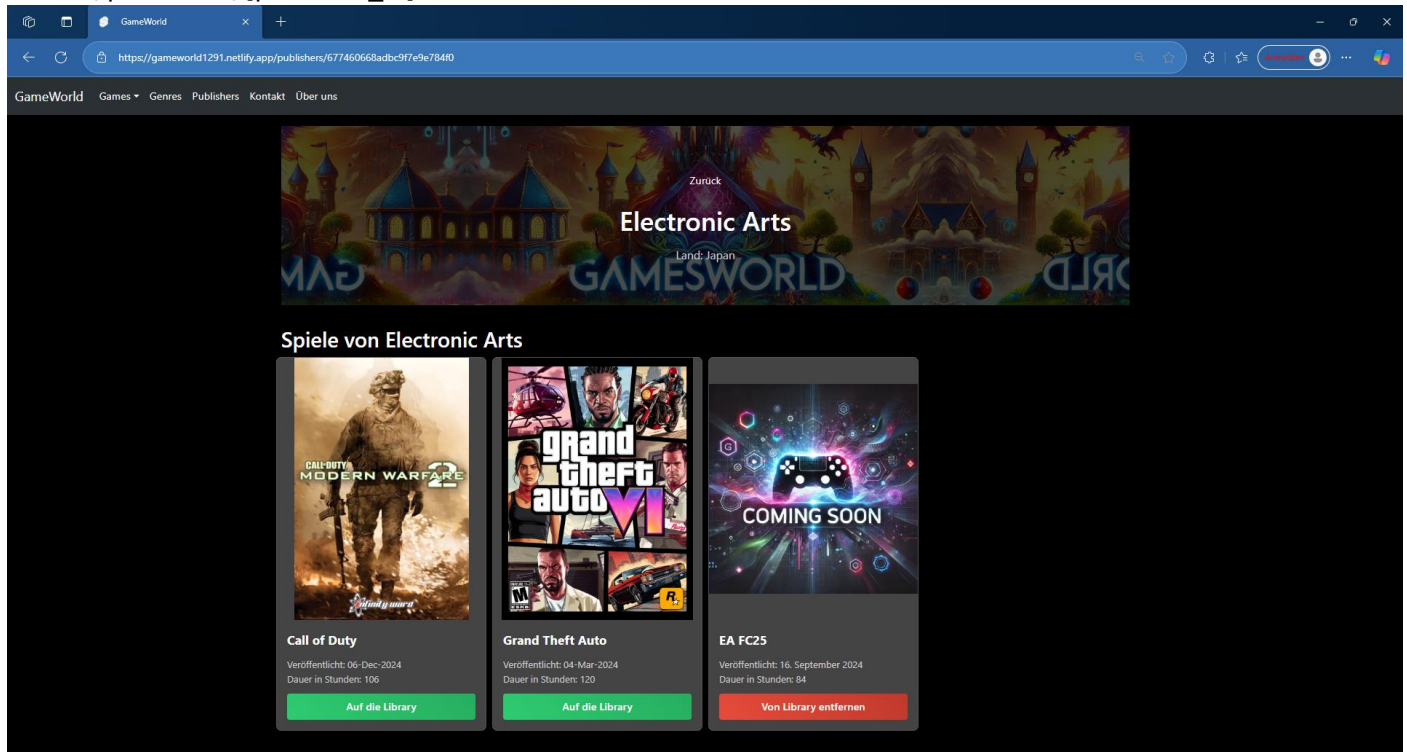 GameWorld
https://gameworld1291.netlify.app/publishers/677460668adbc9f7e9e784f0
GameWorld Games Genres Publishers Kontakt Über uns
Zurück
Electronic Arts
Land: Japan
GAMESWORLD
Spiele von Electronic Arts
CALL·DUTY
MODERN WARFARE
2
infinity ward
grand
theft
auto
VI
M
R
G
COMING SOON
Call of Duty
Veröffentlicht: 06-Dec-2024
Dauer in Stunden: 106
Auf die Library
Grand Theft Auto
Veröffentlicht: 04-Mar-2024
Dauer in Stunden: 120
Auf die Library
EA FC25
Veröffentlicht: 16. September 2024
Dauer in Stunden: 84
Von Library entfernen